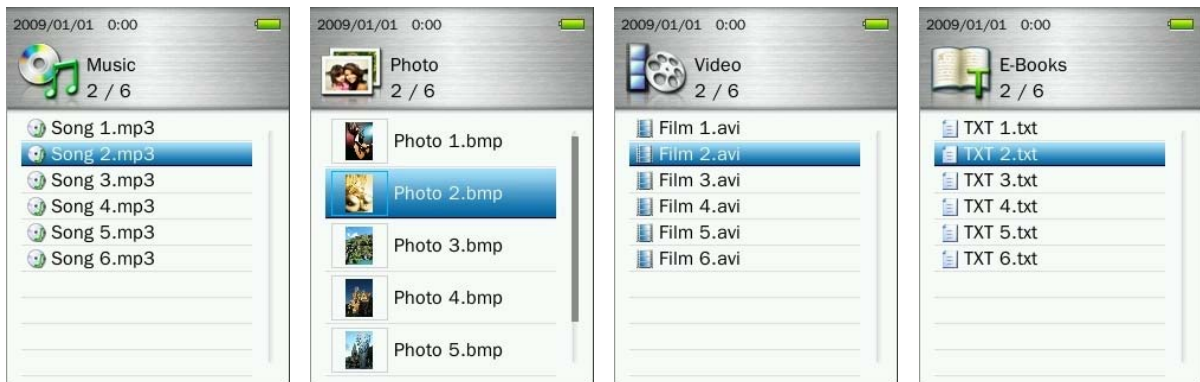 2009/01/01 0:00
Music
2 / 6
Song 1.mp3
Song 2.mp3
Song 3.mp3
Song 4.mp3
Song 5.mp3
Song 6.mp3
2009/01/01 0:00
Photo
2 / 6
Photo 1.bmp
Photo 2.bmp
Photo 3.bmp
Photo 4.bmp
Photo 5.bmp
2009/01/01 0:00
Video
2 / 6
Film 1.avi
Film 2.avi
Film 3.avi
Film 4.avi
Film 5.avi
Film 6.avi
2009/01/01 0:00
E-Books
2 / 6
TXT 1.txt
TXT 2.txt
TXT 3.txt
TXT 4.txt
TXT 5.txt
TXT 6.txt